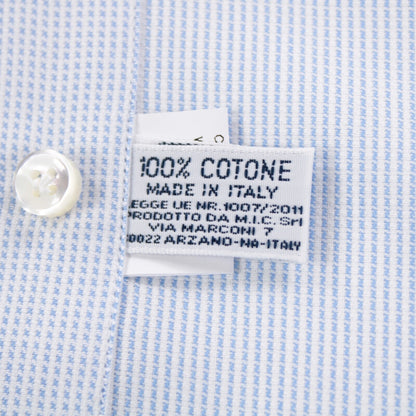 100% COTONE
MADE IN ITALY
LEGGE UE NR.1007/2011
PRODOTTO DA M.I.C. Srl
VIA MARCONI 7
80022 ARZANO-NA-ITALY